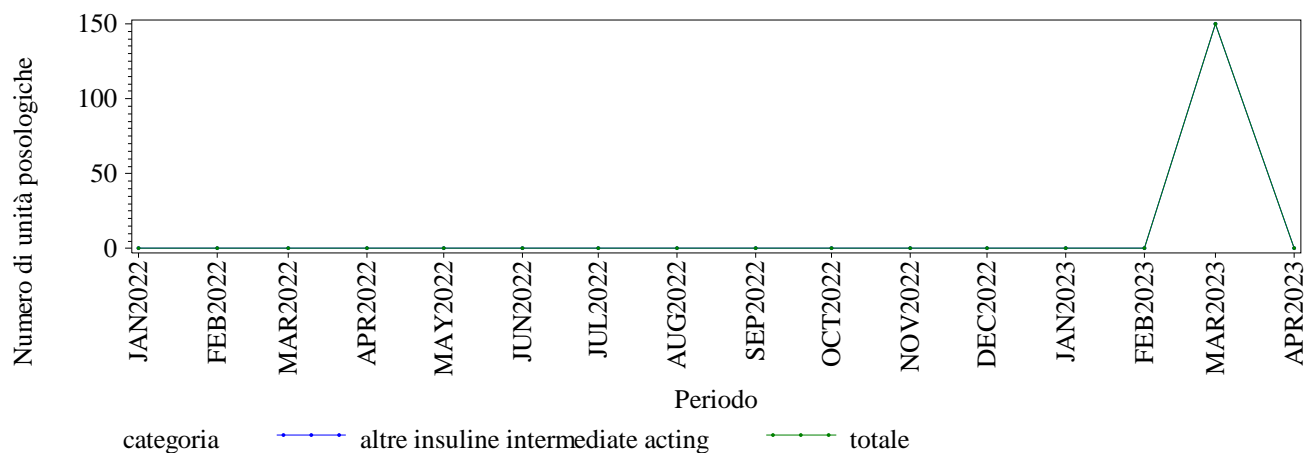 Numero di unità posologiche
150
100
50
0
JAN2022
FEB2022
MAR2022
APR2022
MAY2022
JUN2022
JUL2022
AUG2022
SEP2022
OCT2022
NOV2022
DEC2022
JAN2023
FEB2023
MAR2023
APR2023
Periodo
categoria altre insuline intermediate acting totale